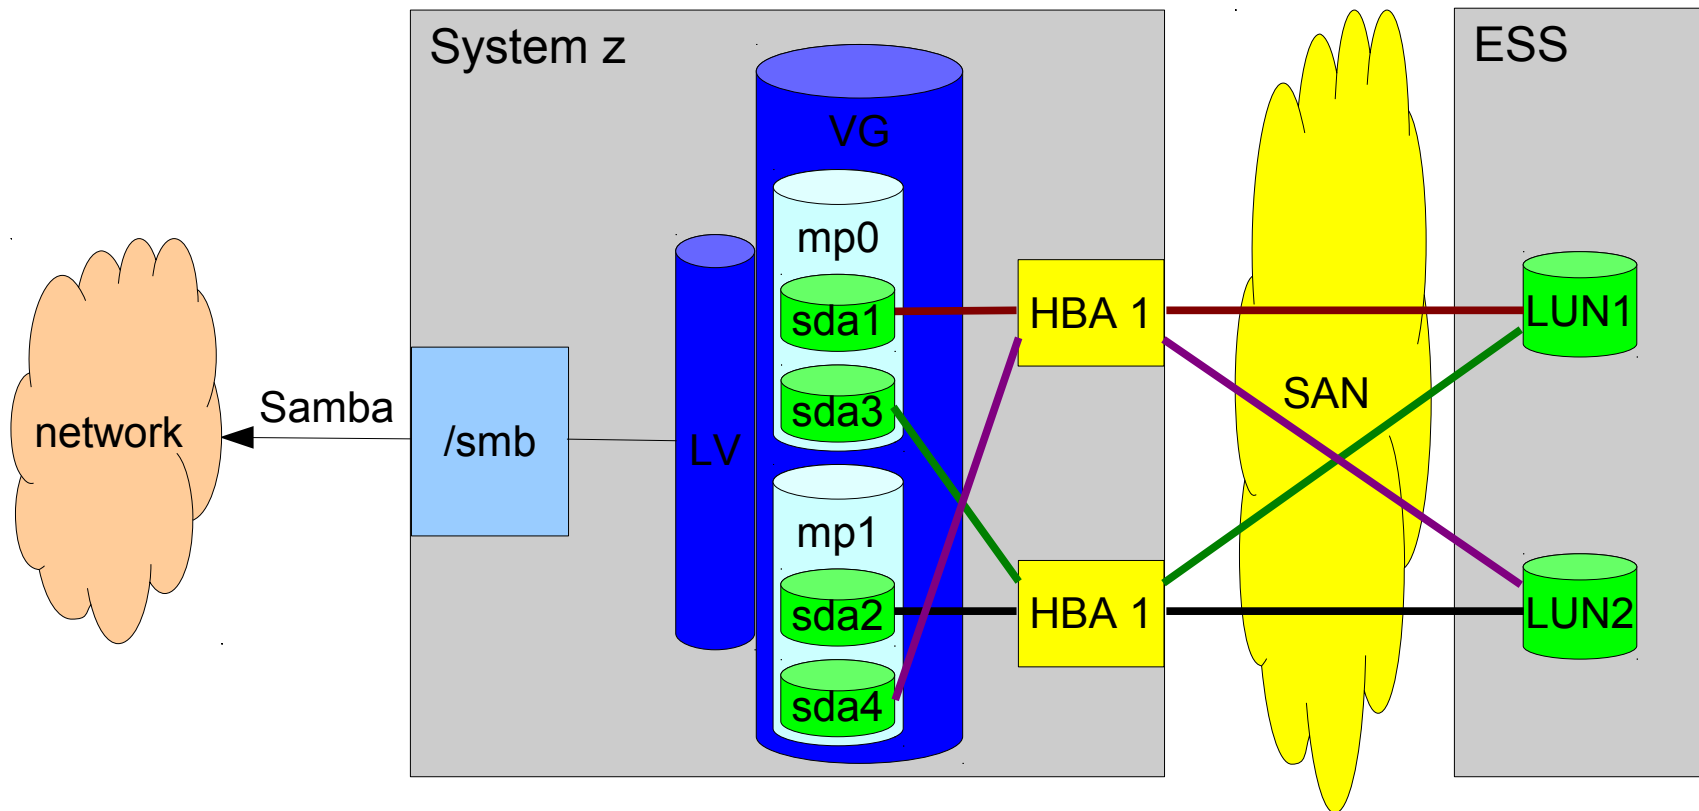 System z
ESS
VG
mp0
sda1
HBA 1
LUN1
sda3
SAN
Samba
network
/smb
LV
mp1
sda2
HBA 1
LUN2
sda4